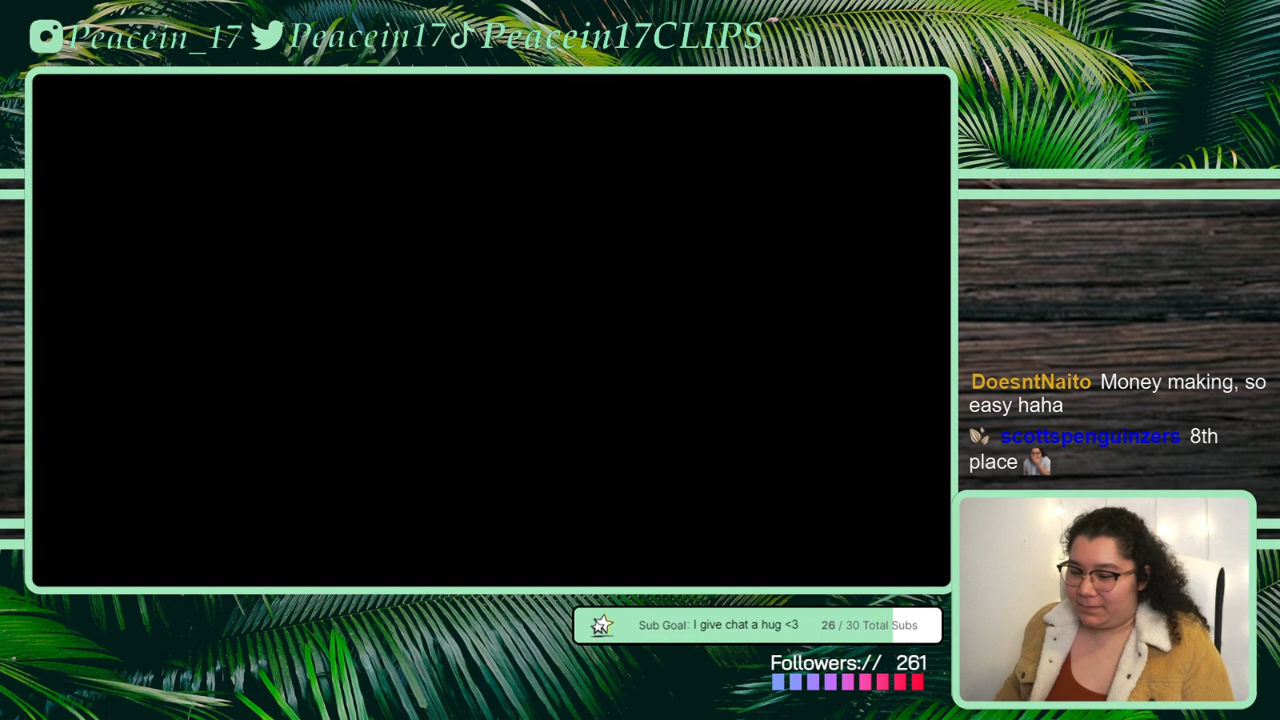 Peacein_17 Peacein17 Peacein17CLIPS
DoesntNaito Money making, so
easy haha
scottspenguinzers 8th
place
Sub Goal: I give chat a hug <3 26 / 30 Total Subs
Followers:// 261